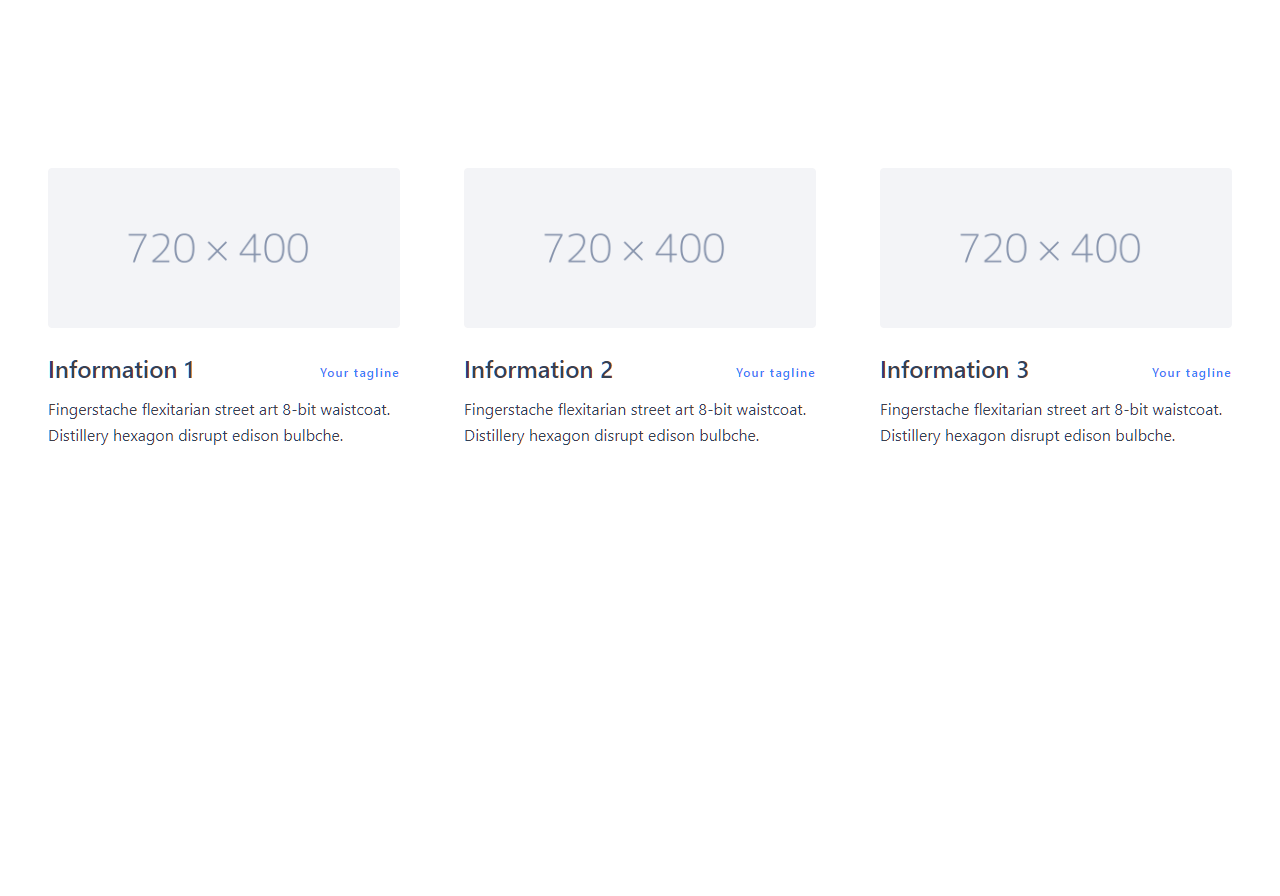 720 × 400
720 × 400
720 × 400
Information 1
Your tagline
Fingerstache flexitarian street art 8-bit waistcoat.
Distillery hexagon disrupt edison bulbche.
Information 2
Your tagline
Fingerstache flexitarian street art 8-bit waistcoat.
Distillery hexagon disrupt edison bulbche.
Information 3
Your tagline
Fingerstache flexitarian street art 8-bit waistcoat.
Distillery hexagon disrupt edison bulbche.